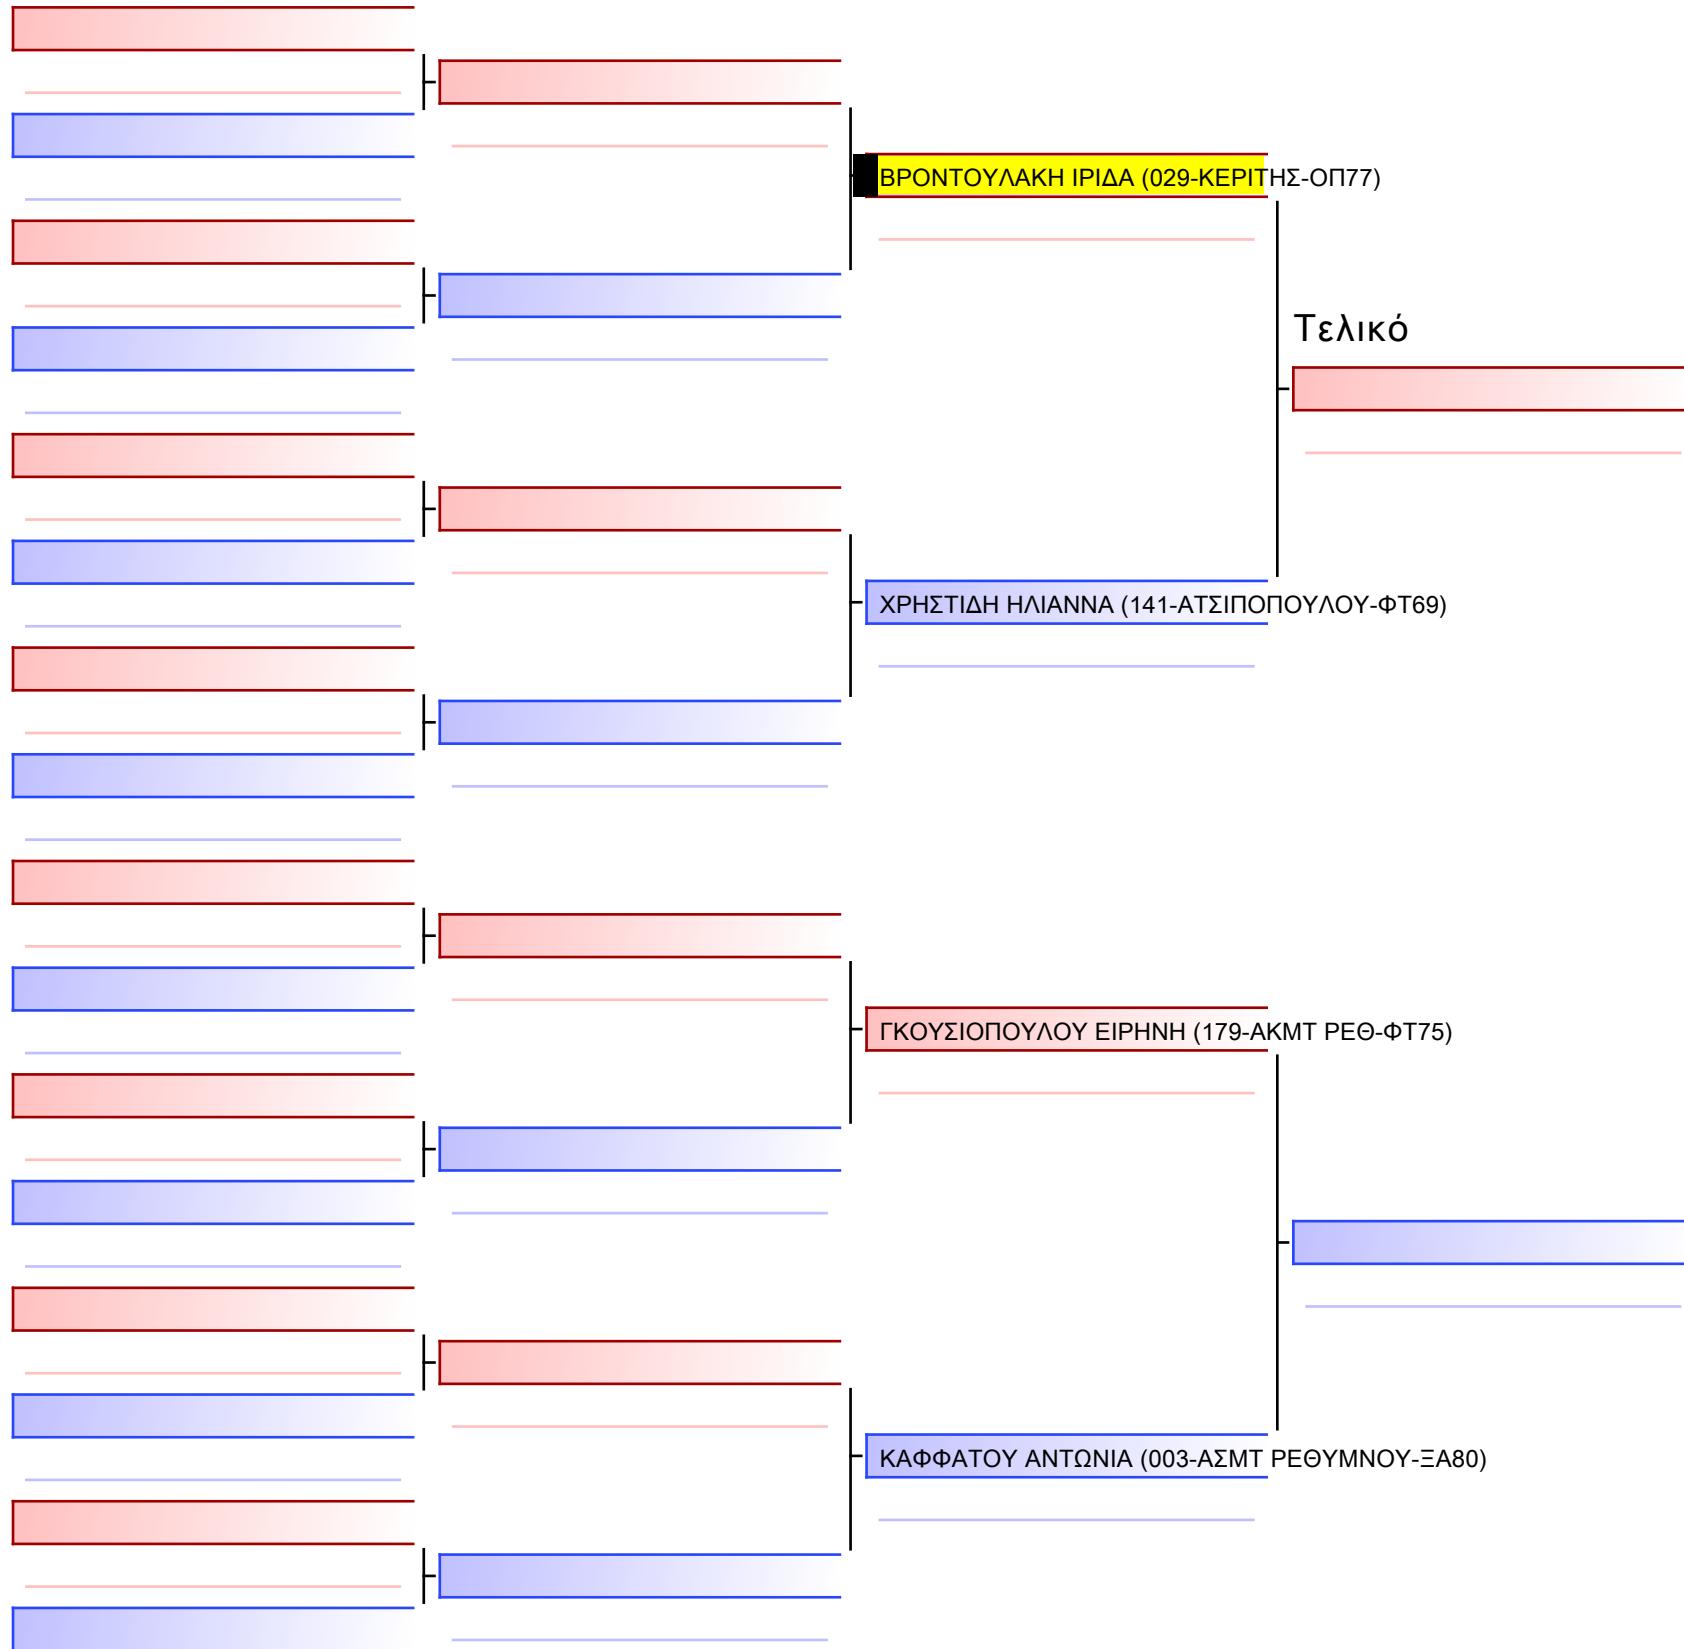 ΒΡΟΝΤΟΥΛΑΚΗ ΙΡΙΔΑ (029-ΚΕΡΙΤΗΣ-ΟΠ77)
Τελικό
ΧΡΗΣΤΙΔΗ ΗΛΙΑΝΝΑ (141-ΑΤΣΙΠΟΠΟΥΛΟΥ-ΦΤ69)
ΓΚΟΥΣΙΟΠΟΥΛΟΥ ΕΙΡΗΝΗ (179-ΑΚΜΤ ΡΕΘ-ΦΤ75)
ΚΑΦΦΑΤΟΥ ΑΝΤΩΝΙΑ (003-ΑΣΜΤ ΡΕΘΥΜΝΟΥ-ΞΑ80)